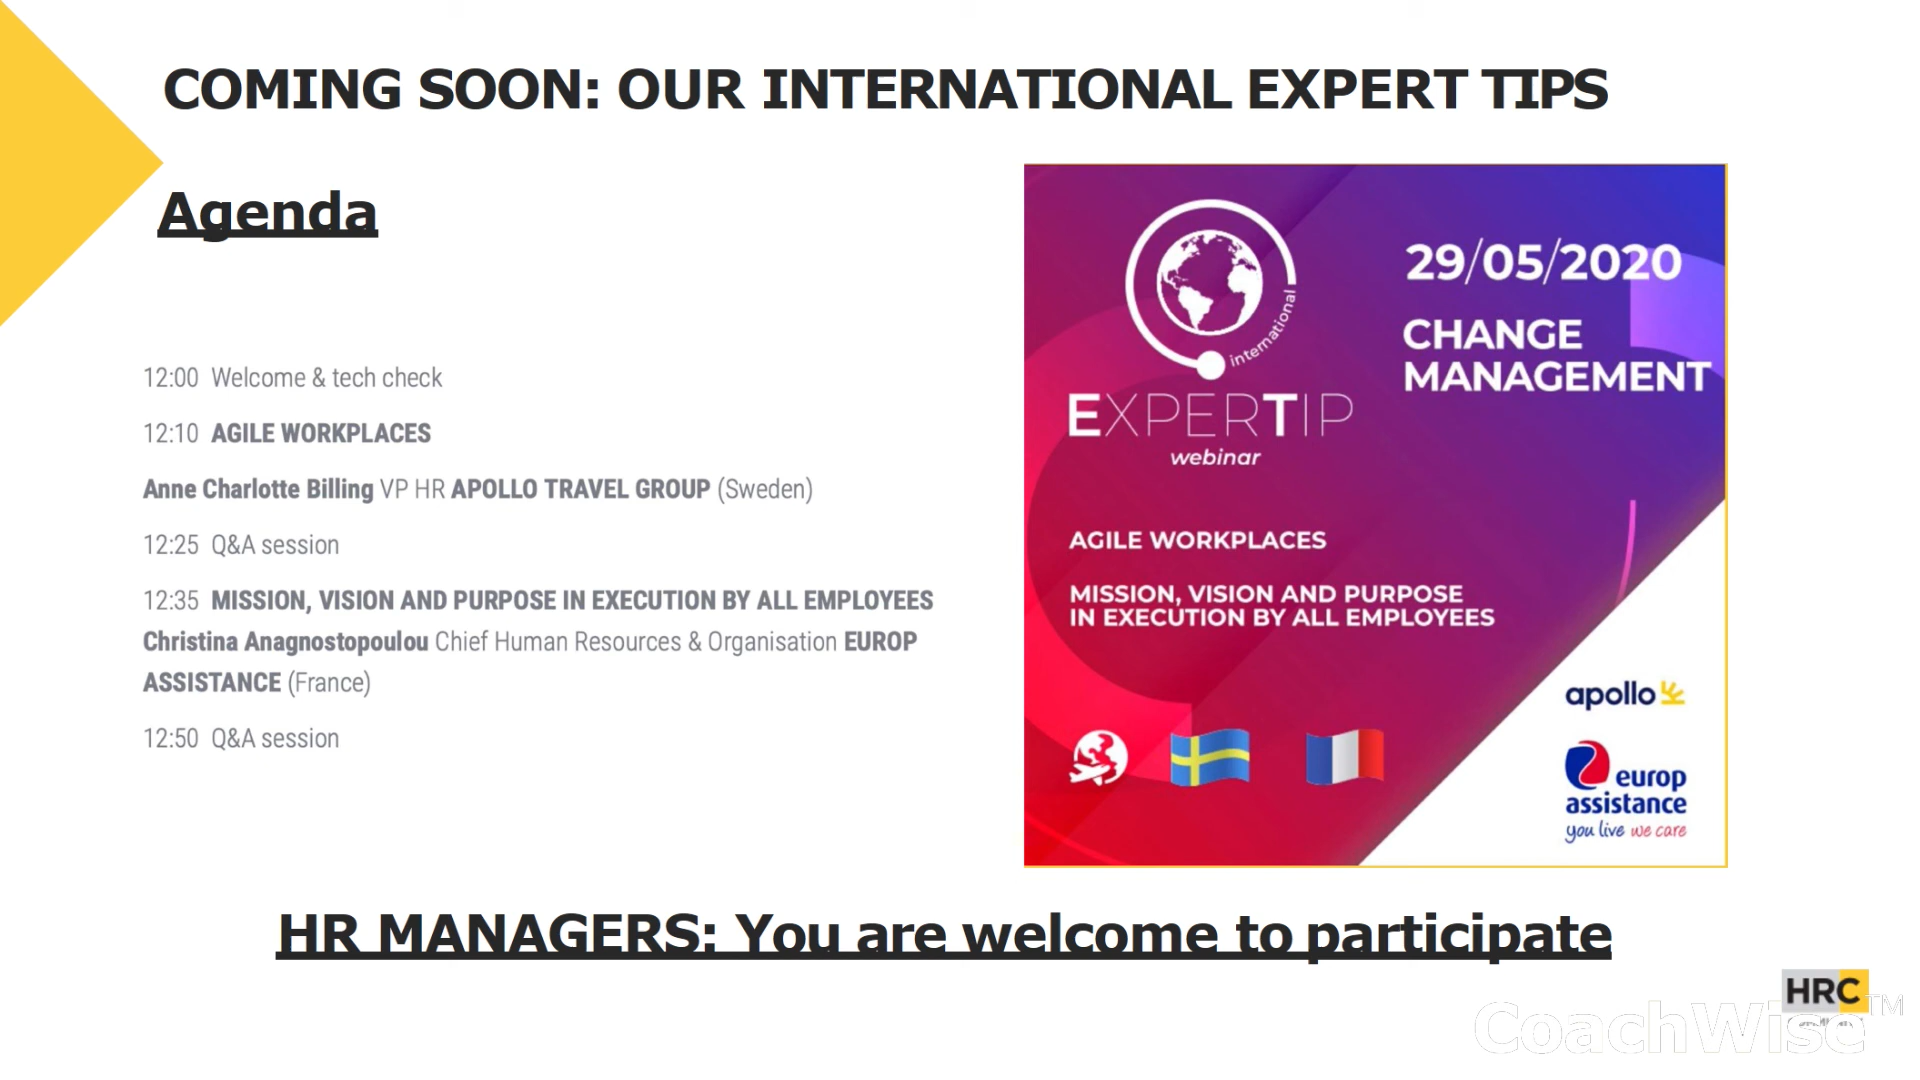 COMING SOON: OUR INTERNATIONAL EXPERT TIPS
Agenda
12:00 Welcome & tech check
12:10 AGILE WORKPLACES
Anne Charlotte Billing VP HR APOLLO TRAVEL GROUP (Sweden)
12:25 Q&A session
12:35 MISSION, VISION AND PURPOSE IN EXECUTION BY ALL EMPLOYEES
Christina Anagnostopoulou Chief Human Resources & Organisation EUROP
ASSISTANCE (France)
12:50 Q&A session
international
EXPERTIP
webinar
29/05/2020
CHANGE
MANAGEMENT
AGILE WORKPLACES
MISSION, VISION AND PURPOSE
IN EXECUTION BY ALL EMPLOYEES
apollo
europ
assistance
you live we care
HR MANAGERS: You are welcome to participate
HRC
CoachWise™